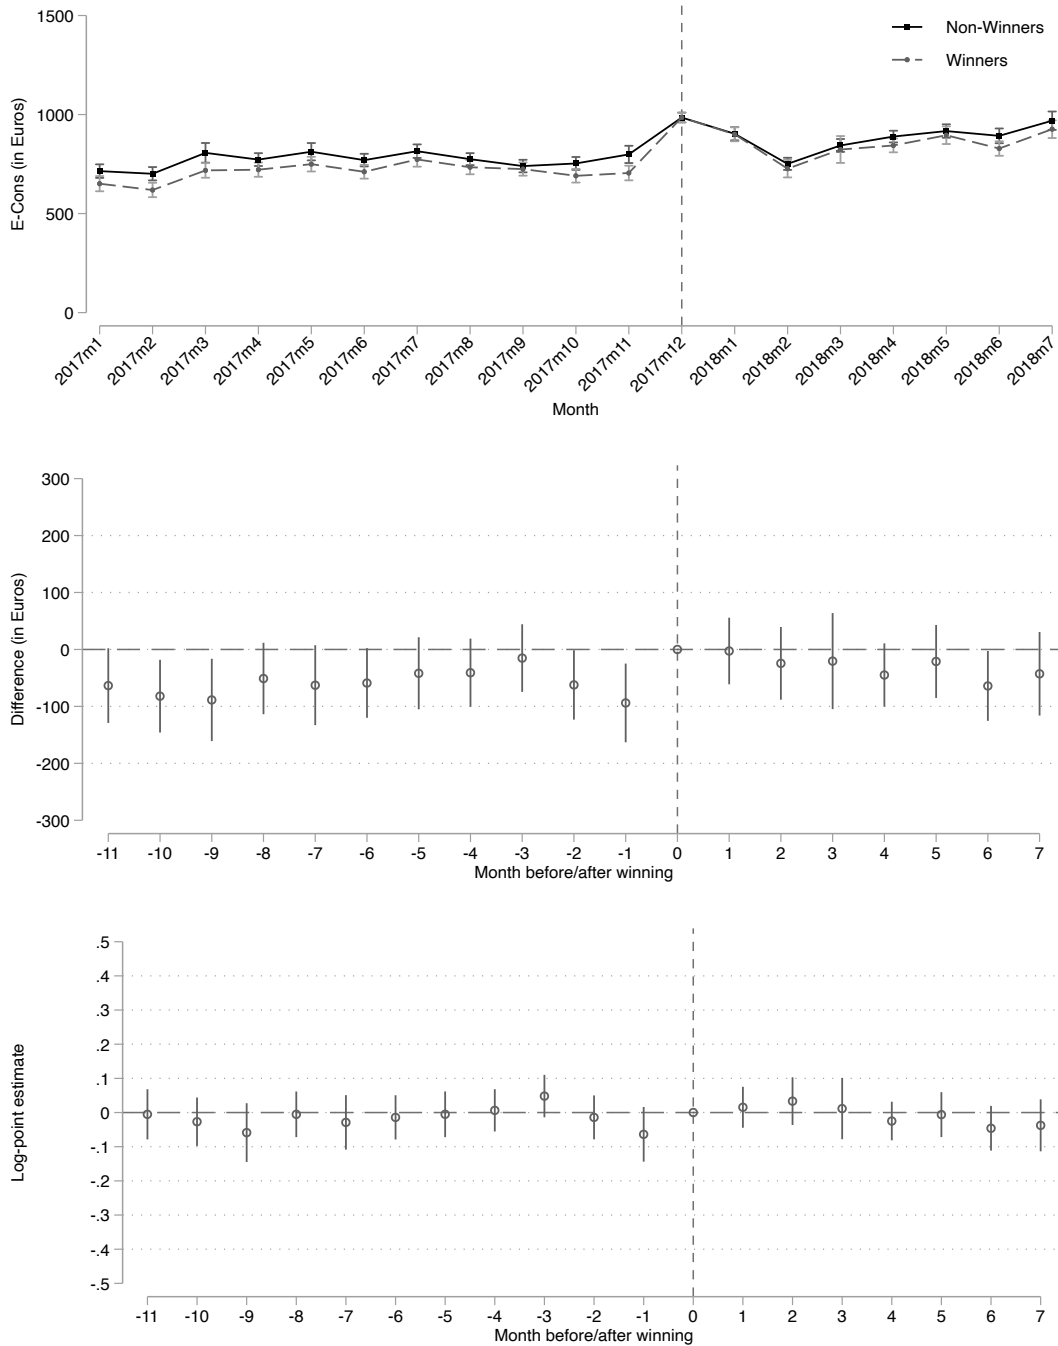 1500
1000
500
0
E-Cons (in Euros)
Non-Winners
Winners
2017m1
2017m2
2017m3
2017m4
2017m5
2017m6
2017m7
2017m8
2017m9
2017m10
2017m11
2017m12
2018m1
2018m2
2018m3
2018m4
2018m5
2018m6
2018m7
Month
300
200
100
0
-100
-200
-300
Difference (in Euros)
-11 -10 -9 -8 -7 -6 -5 -4 -3 -2 -1 0 1 2 3 4 5 6 7
Month before/after winning
.5
.4
.3
.2
.1
0
-.1
-.2
-.3
-.4
-.5
Log-point estimate
-11 -10 -9 -8 -7 -6 -5 -4 -3 -2 -1 0 1 2 3 4 5 6 7
Month before/after winning